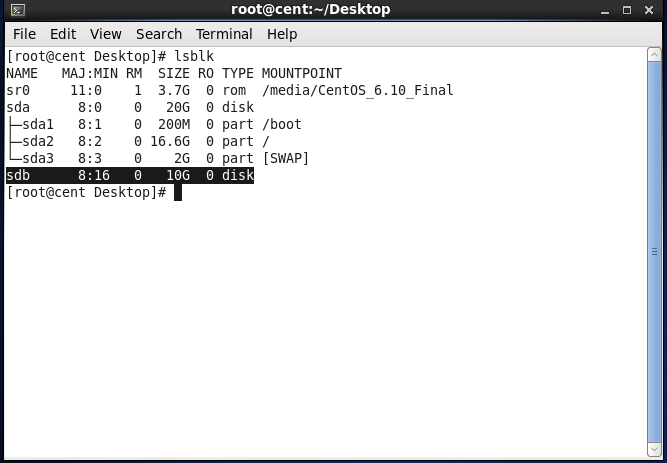 root@cent:~/Desktop
File Edit View Search Terminal Help
[root@cent Desktop]# lsblk
NAME   MAJ:MIN RM  SIZE RO TYPE MOUNTPOINT
sr0     11:0    1  3.7G  0 rom  /media/CentOS_6.10_Final
sda      8:0    0   20G  0 disk
├─sda1   8:1    0  200M  0 part /boot
├─sda2   8:2    0 16.6G  0 part /
└─sda3   8:3    0    2G  0 part [SWAP]
sdb      8:16   0   10G  0 disk
[root@cent Desktop]#